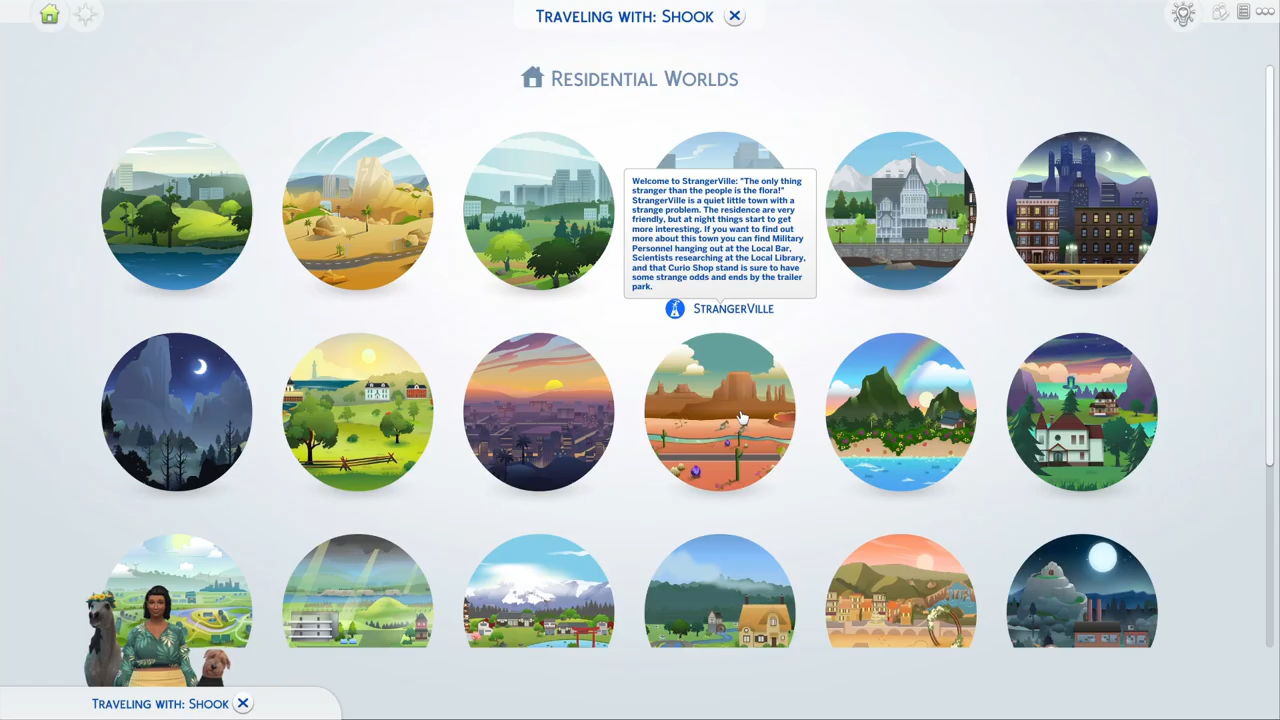 Traveling with: Shook
Residential Worlds
Welcome to StrangerVille: "The only thing
stranger than the people is the flora!"
StrangerVille is a quiet little town with a
strange problem. The residence are very
friendly, but at night things start to get
more interesting. If you want to find out
more about this town you can find Military
Personnel hanging out at the Local Bar,
Scientists researching at the Local Library,
and that Curio Shop stand is sure to have
some strange odds and ends by the trailer
park.
StrangerVille
Traveling with: Shook